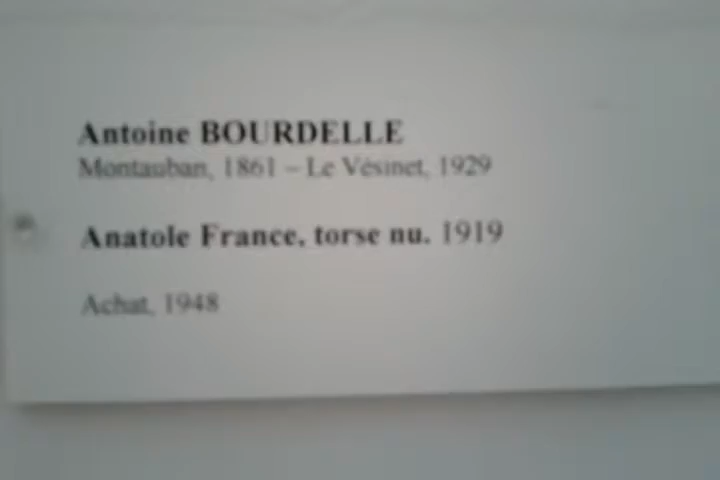 Antoine BOURDELLE
Montauban, 1861 – Le Vésinet, 1929
Anatole France, torse nu. 1919
Achat, 1948